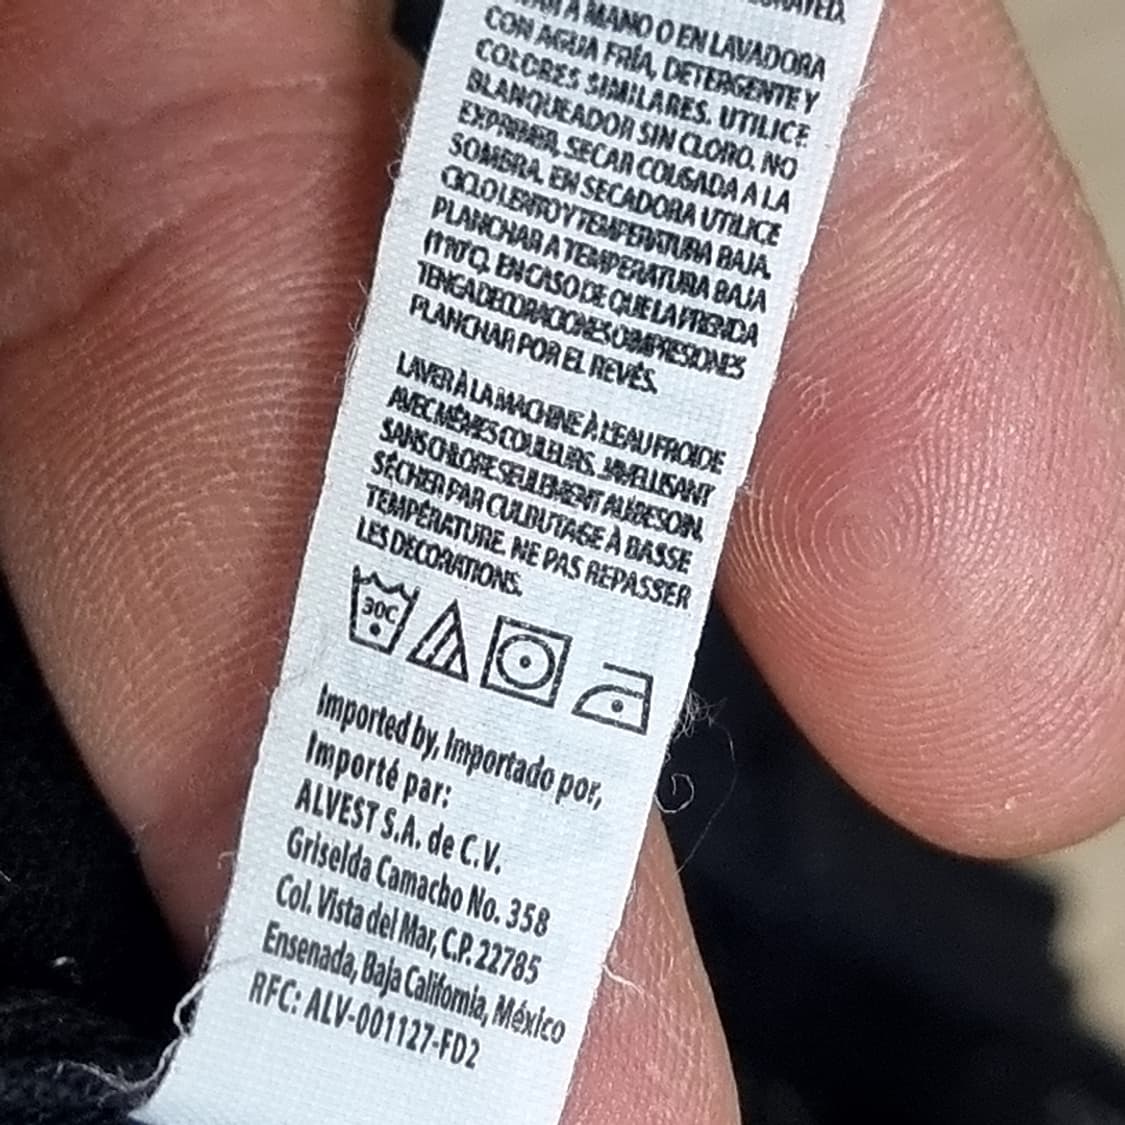 A MANO O EN LAVADORA
CON AGUA FRÍA, DETERGENTE Y
COLORES SIMILARES. UTILICE
BLANQUEADOR SIN CLORO. NO
EXPRIMIR, SECAR COLGADA A LA
SOMBRA. EN SECADORA UTILICE
CICLO LENTO Y TEMPERATURA BAJA.
PLANCHAR A TEMPERATURA BAJA
(110°C). EN CASO DE QUE LA PRENDA
TENGA DECORACIONES O IMPRESIONES
PLANCHAR POR EL REVÉS.
LAVER À LA MACHINE À L'EAU FROIDE
AVEC MÊMES COULEURS. JAVELLISANT
SANS CHLORE SEULEMENT AU BESOIN.
SÉCHER PAR CULBUTAGE À BASSE
TEMPÉRATURE. NE PAS REPASSER
LES DECORATIONS.
30C
Imported by, Importado por,
Importé par:
ALVEST S.A. de C.V.
Griselda Camacho No. 358
Col. Vista del Mar, C.P. 22785
Ensenada, Baja California, México
RFC: ALV-001127-FD2